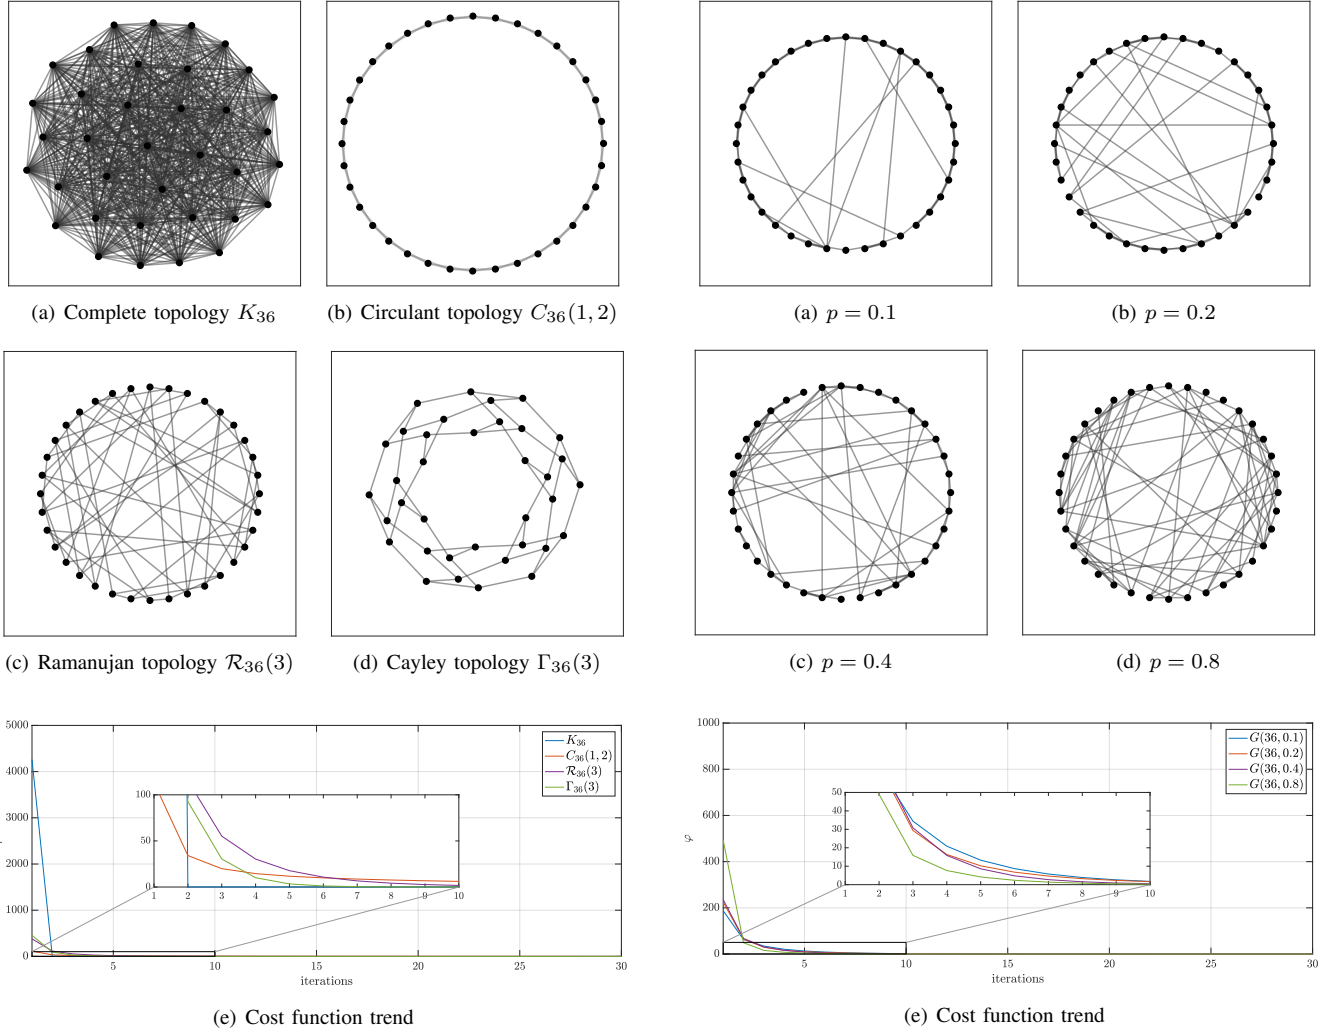 (a) Complete topology K36
(b) Circulant topology C36(1, 2)
(a) p = 0.1
(b) p = 0.2
(c) Ramanujan topology R36(3)
(d) Cayley topology Γ36(3)
(c) p = 0.4
(d) p = 0.8
5000
4000
3000
2000
1000
0
5
10
15
20
25
30
iterations
K36
C36(1, 2)
R36(3)
Γ36(3)
100
50
0
1
2
3
4
5
6
7
8
9
10
(e) Cost function trend
1000
800
600
400
200
0
φ
5
10
15
20
25
30
iterations
G(36, 0.1)
G(36, 0.2)
G(36, 0.4)
G(36, 0.8)
50
40
30
20
10
0
1
2
3
4
5
6
7
8
9
10
(e) Cost function trend